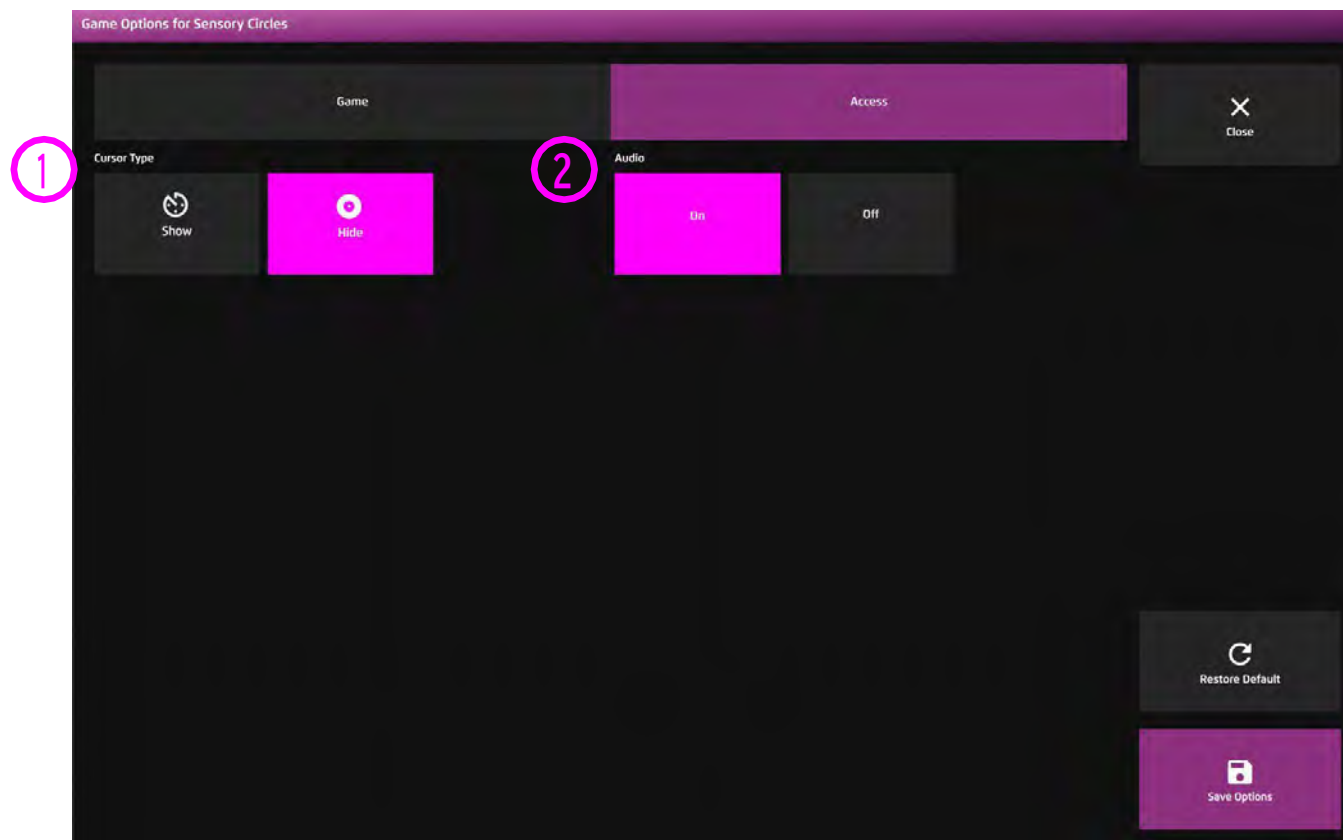 Game Options for Sensory Circles
Game
Access
Close
1
Cursor Type
2
Audio
Show
Hide
On
Off
Restore Default
Save Options